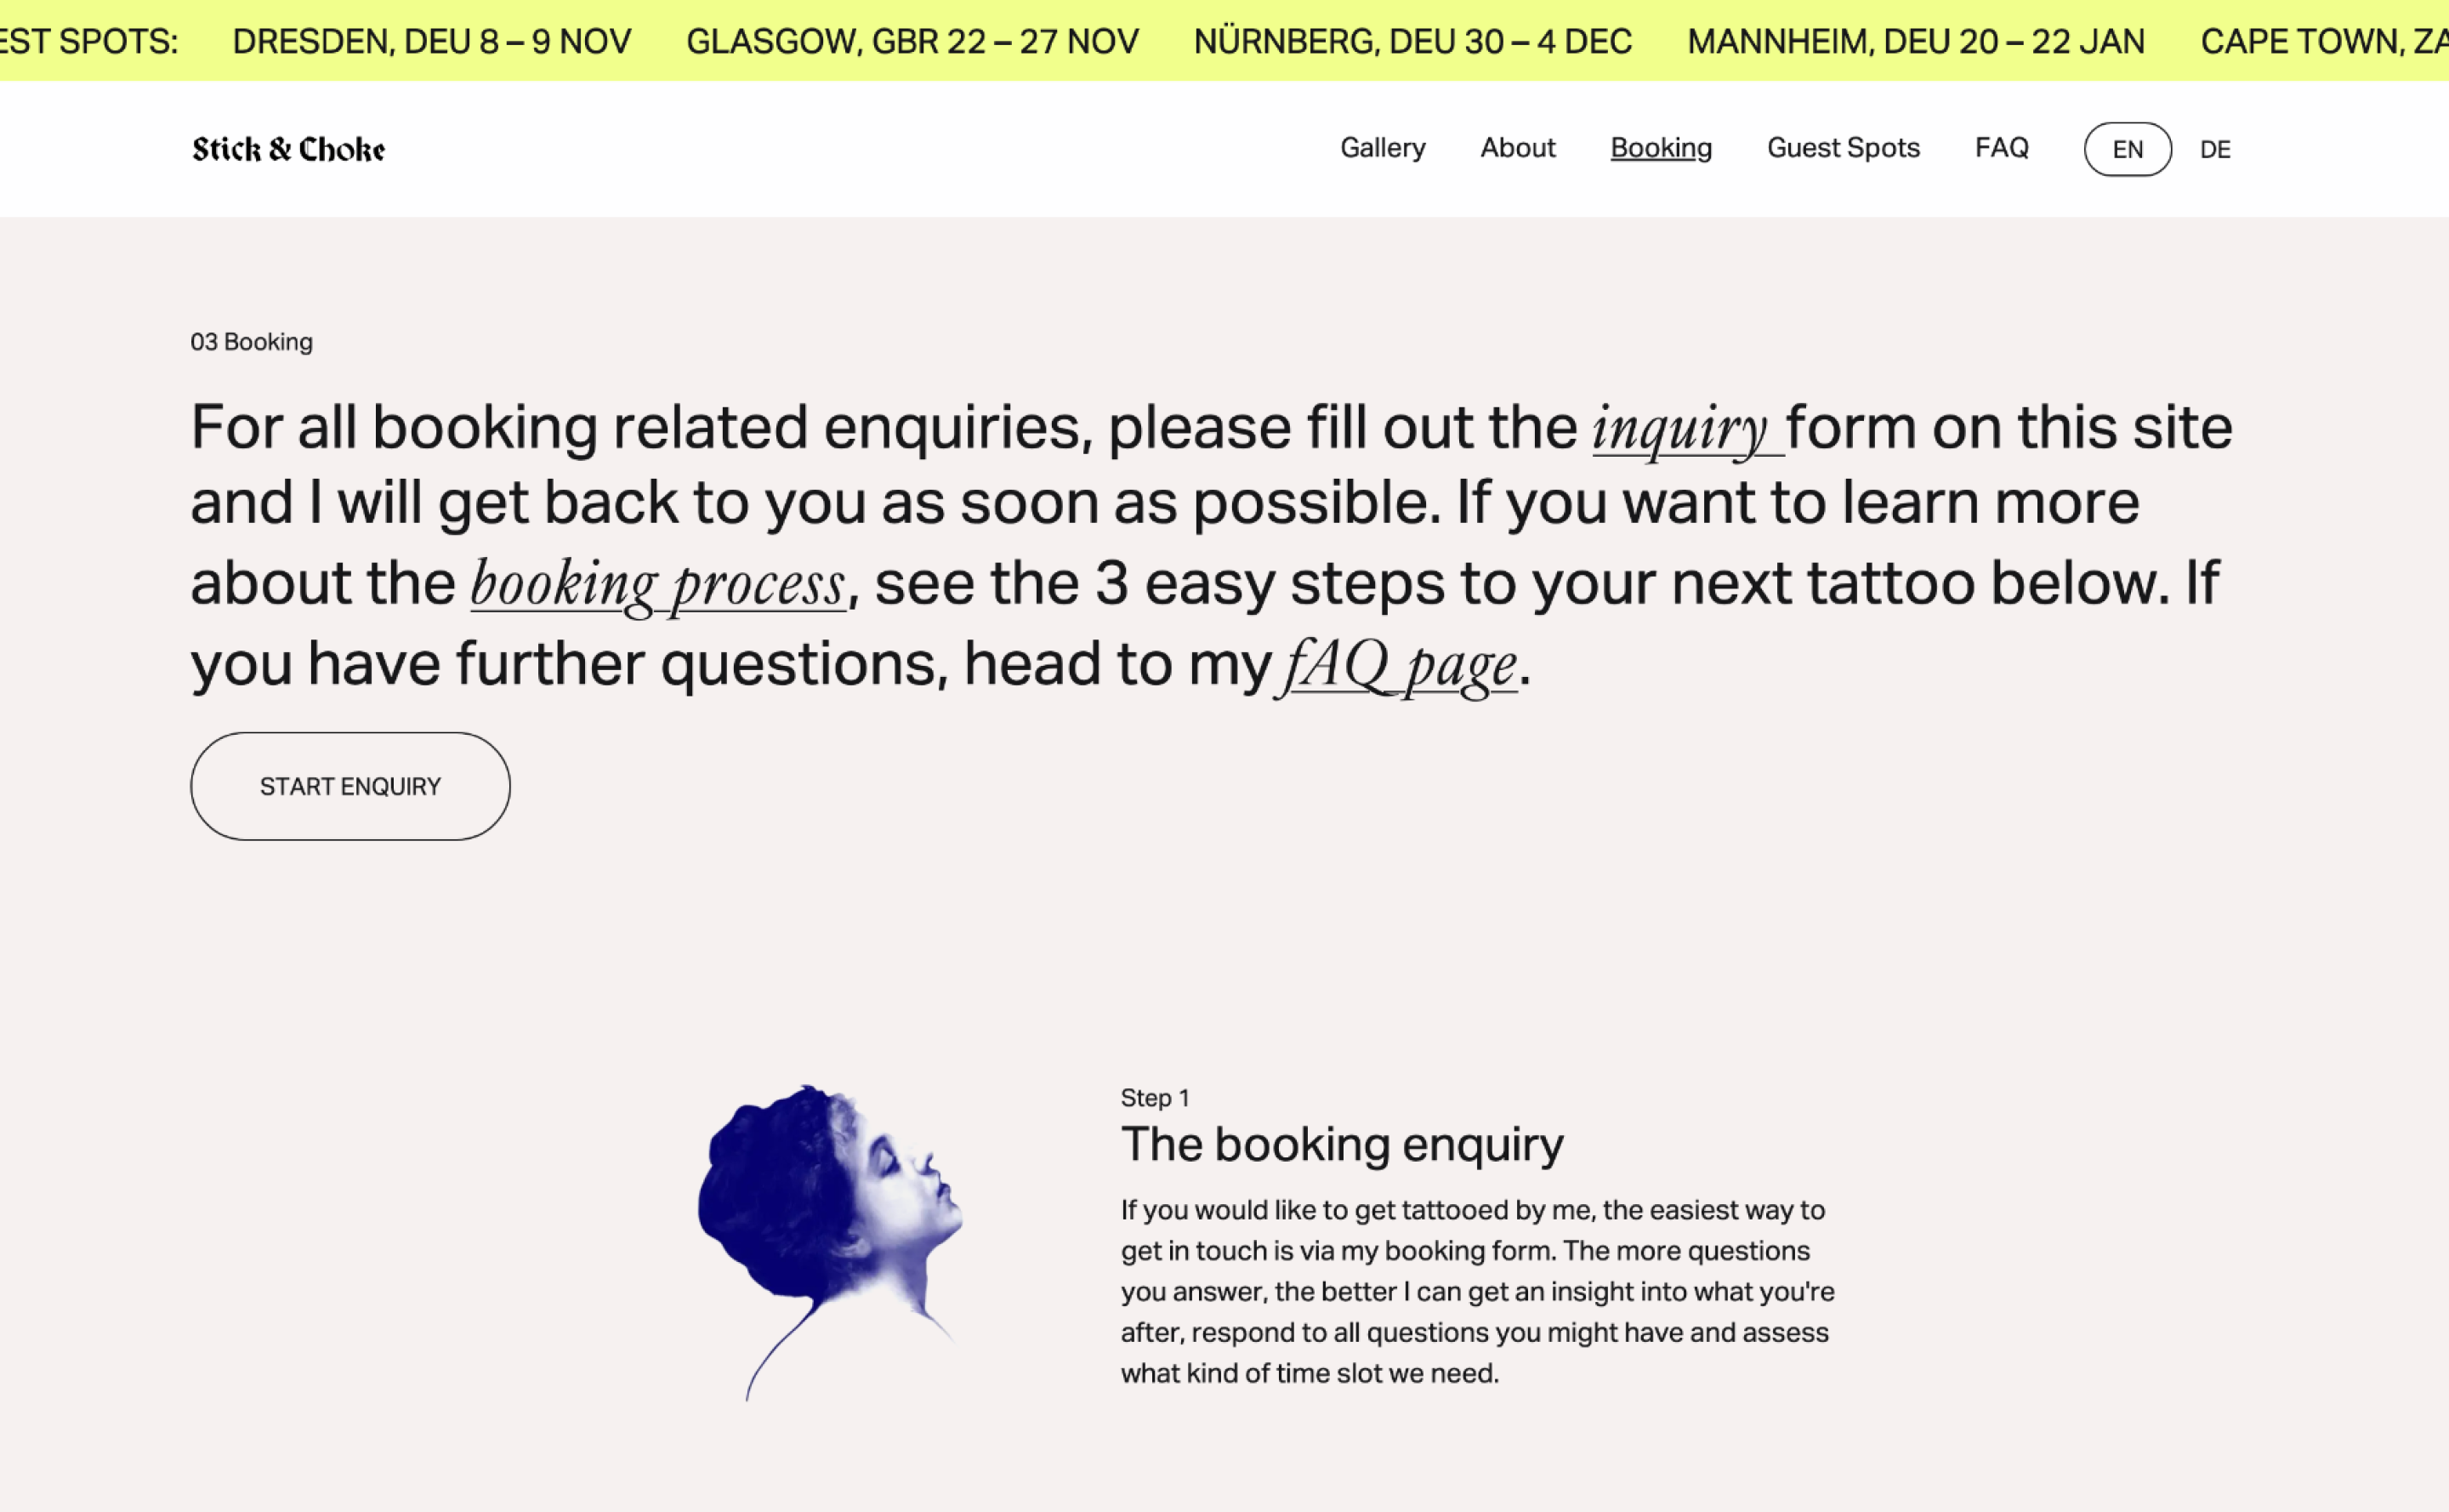 EST SPOTS: DRESDEN, DEU 8 – 9 NOV GLASGOW, GBR 22 – 27 NOV NÜRNBERG, DEU 30 – 4 DEC MANNHEIM, DEU 20 – 22 JAN CAPE TOWN, ZA
Stick & Choke Gallery About Booking Guest Spots FAQ EN DE
03 Booking
For all booking related enquiries, please fill out the inquiry form on this site
and I will get back to you as soon as possible. If you want to learn more
about the booking process, see the 3 easy steps to your next tattoo below. If
you have further questions, head to my fAQ page.
START ENQUIRY
Step 1
The booking enquiry
If you would like to get tattooed by me, the easiest way to
get in touch is via my booking form. The more questions
you answer, the better I can get an insight into what you're
after, respond to all questions you might have and assess
what kind of time slot we need.